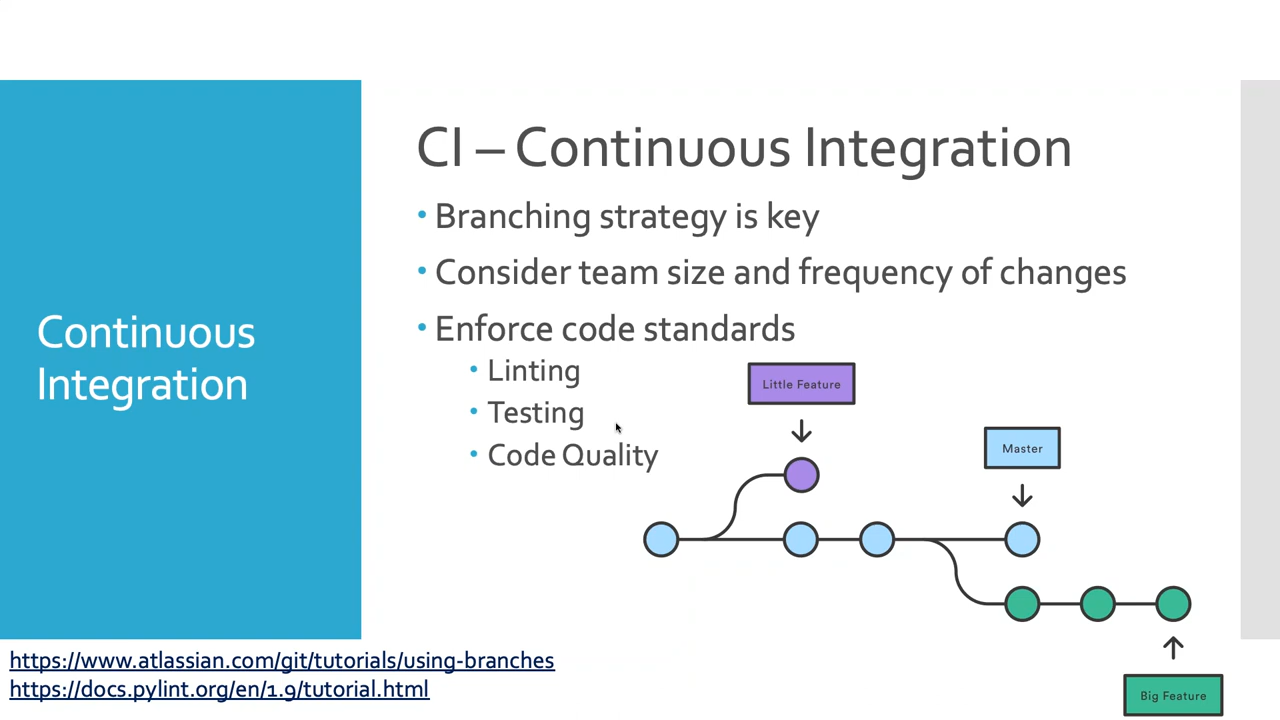 Continuous
Integration
CI – Continuous Integration
• Branching strategy is key
• Consider team size and frequency of changes
• Enforce code standards
• Linting
• Testing
• Code Quality
Little Feature
Master
Big Feature
https://www.atlassian.com/git/tutorials/using-branches
https://docs.pylint.org/en/1.9/tutorial.html